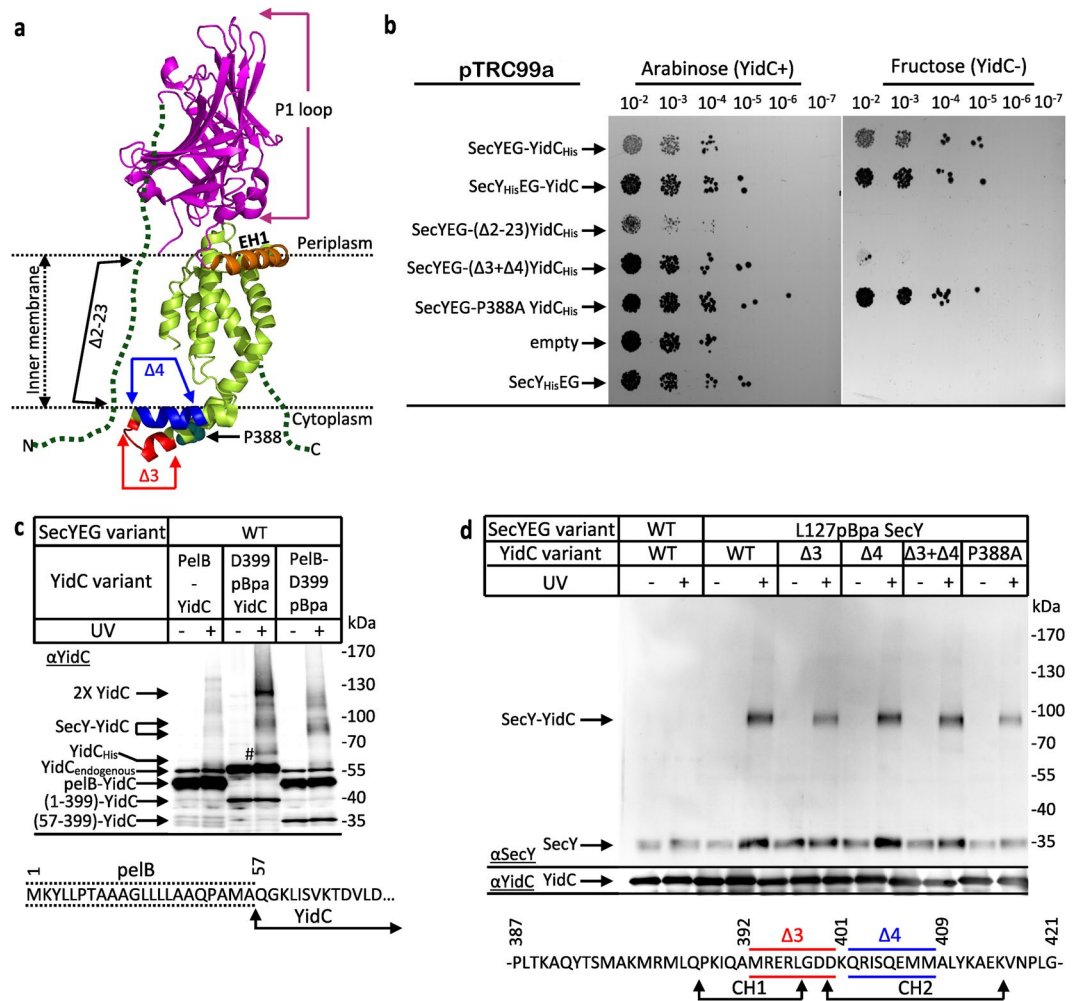 a
P1 loop
EH1
Periplasm
Inner membrane
Δ2-23
Δ4
Cytoplasm
N
P388
C
Δ3
b
pTRC99a
Arabinose (YidC+)
Fructose (YidC-)
10-2 10-3 10-4 10-5 10-6 10-7
10-2 10-3 10-4 10-5 10-6 10-7
SecYEG-YidCHis
SecYHisEG-YidC
SecYEG-(Δ2-23)YidCHis
SecYEG-(Δ3+Δ4)YidCHis
SecYEG-P388A YidCHis
empty
SecYHisEG
c
SecYEG variant WT
YidC variant
PelB - YidC
D399 pBpa YidC
PelB- D399 pBpa
UV - + - + - +
kDa
αYidC
-170
-130
-100
-70
-55
-40
-35
2X YidC
SecY-YidC
#
YidCHis
YidCendogenous
pelB-YidC
(1-399)-YidC
(57-399)-YidC
1 pelB 57
MKYLLPTAAAGLLLLAAQPAMAQGKLISVKTDVLD...
YidC
d
SecYEG variant WT L127pBpa SecY
YidC variant WT WT Δ3 Δ4 Δ3+Δ4 P388A
UV - + - + - + - + - + - +
kDa
-170
-130
-100
-70
-55
-40
-35
SecY-YidC
SecY
αSecY
αYidC YidC
387 392 Δ3 401 Δ4 409 421
-PLTKAQYTSMAKMRMLQPKIQAMRERLGDDKQRISQEMMALYKAEKVNPLG-
CH1 CH2